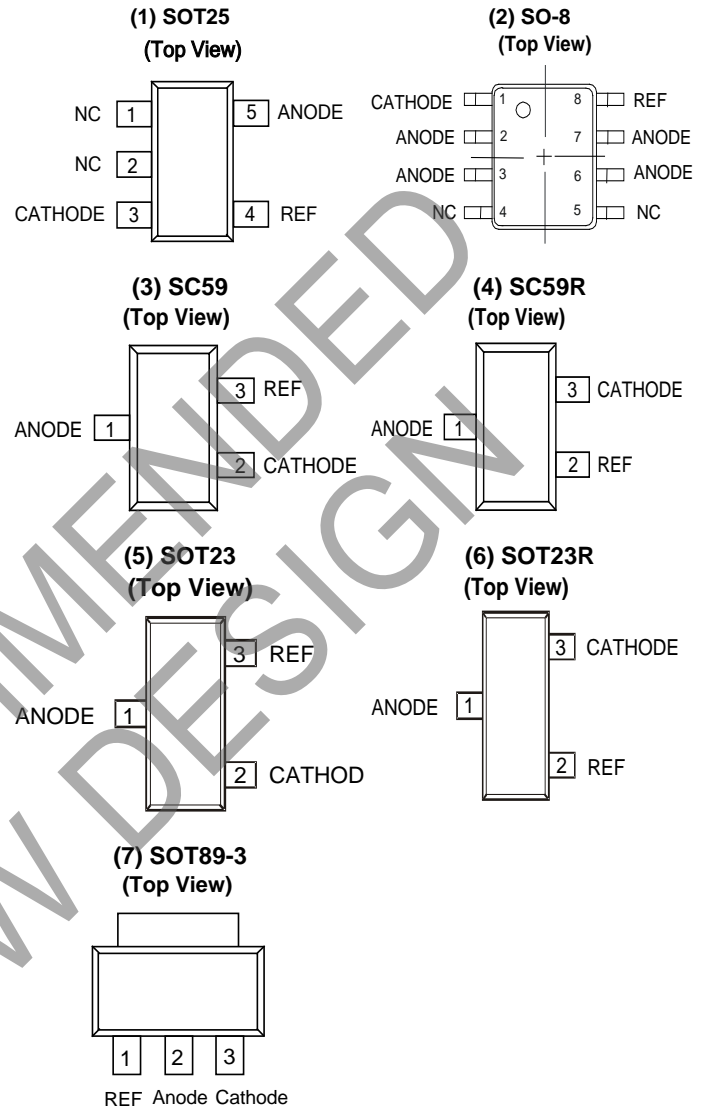 (1) SOT25
(Top View)
NC 1
5 ANODE
NC 2
CATHODE 3
4 REF
(2) SO-8
(Top View)
CATHODE 1
8 REF
ANODE 2
7 ANODE
ANODE 3
6 ANODE
NC 4
5 NC
(3) SC59
(Top View)
3 REF
ANODE 1
2 CATHODE
(4) SC59R
(Top View)
3 CATHODE
ANODE 1
2 REF
(5) SOT23
(Top View)
3 REF
ANODE 1
2 CATHOD
(6) SOT23R
(Top View)
3 CATHODE
ANODE 1
2 REF
(7) SOT89-3
(Top View)
1 2 3
REF Anode Cathode
MMENDED
W DESIGN